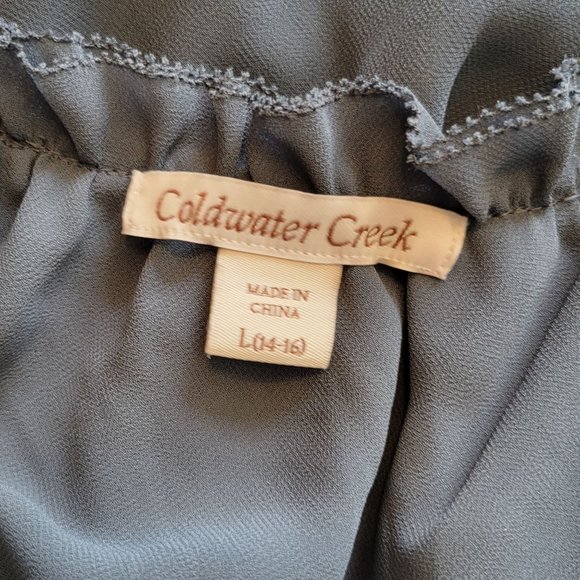 Coldwater Creek
MADE IN
CHINA
L(14-16)